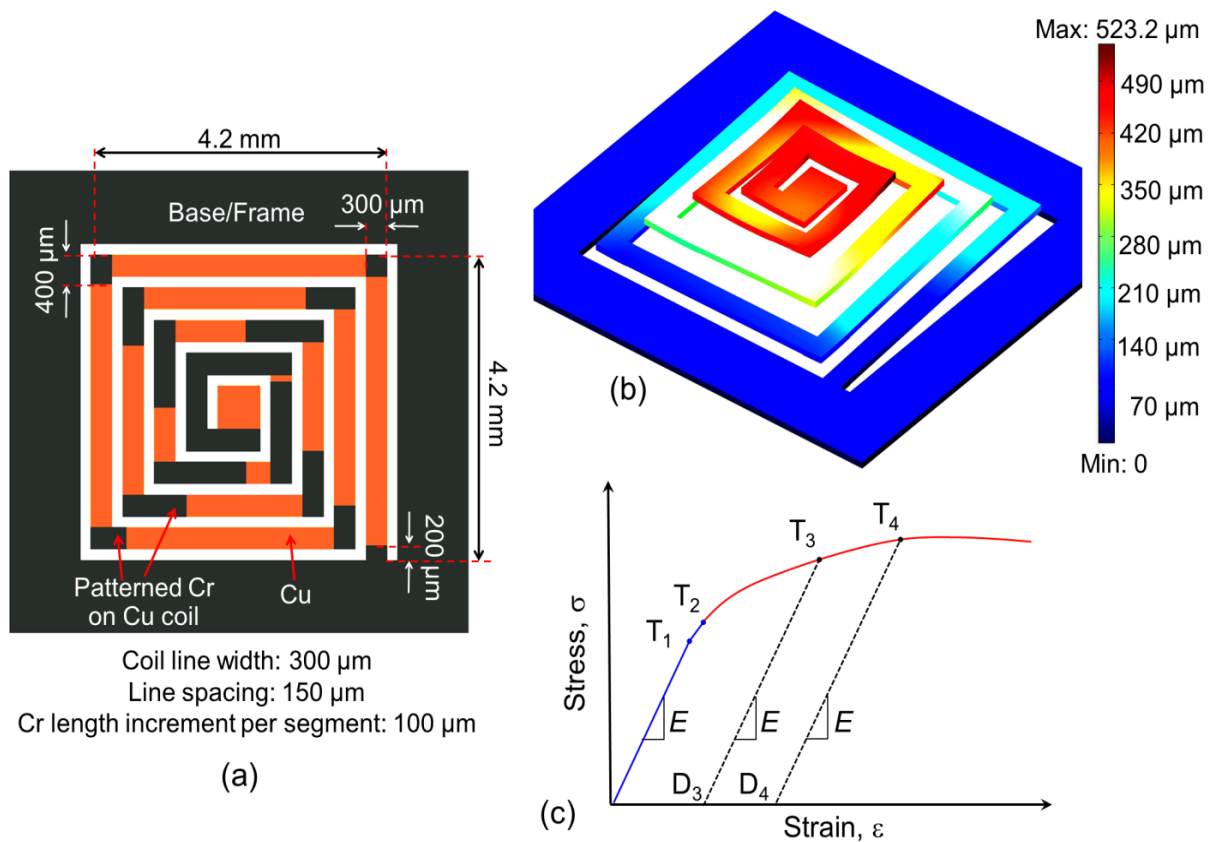 4.2 mm
Base/Frame
300 µm
400 µm
4.2 mm
200 µm
Patterned Cr
on Cu coil
Cu
Coil line width: 300 µm
Line spacing: 150 µm
Cr length increment per segment: 100 µm
(a)
Max: 523.2 µm
490 µm
420 µm
350 µm
280 µm
210 µm
140 µm
70 µm
Min: 0
(b)
Stress, σ
T1
T2
T3
T4
E
E
E
D3
D4
Strain, ε
(c)